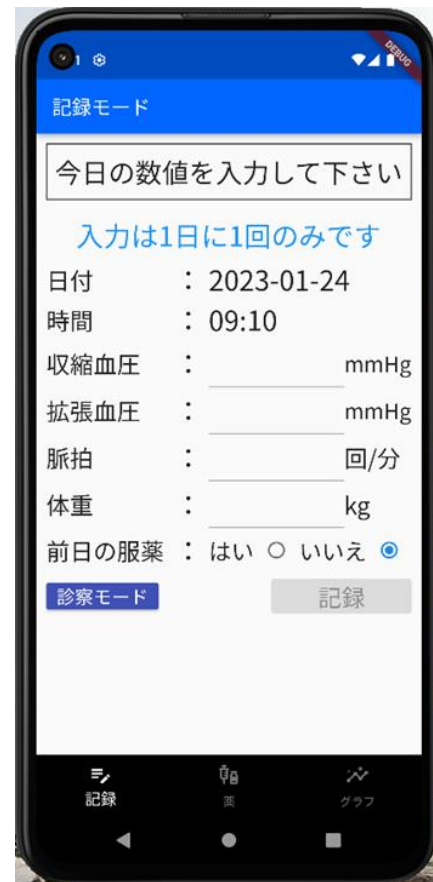 1
DEBUG
記録モード
今日の数値を入力して下さい
入力は1日に1回のみです
日付 : 2023-01-24
時間 : 09:10
収縮血圧 : mmHg
拡張血圧 : mmHg
脈拍 : 回/分
体重 : kg
前日の服薬 : はい いいえ
診察モード 記録
記録 薬 グラフ